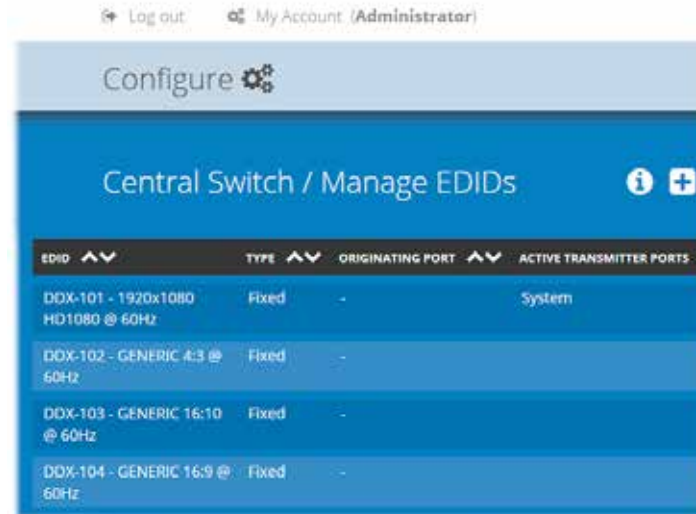 Log out My Account (Administrator)
Configure
Central Switch / Manage EDIDs
EDID TYPE ORIGINATING PORT ACTIVE TRANSMITTER PORTS
DDX-101 - 1920x1080 Fixed - System
HD1080 @ 60Hz
DDX-102 - GENERIC 4:3 @ Fixed -
60Hz
DDX-103 - GENERIC 16:10 Fixed -
@ 60Hz
DDX-104 - GENERIC 16:9 @ Fixed -
60Hz